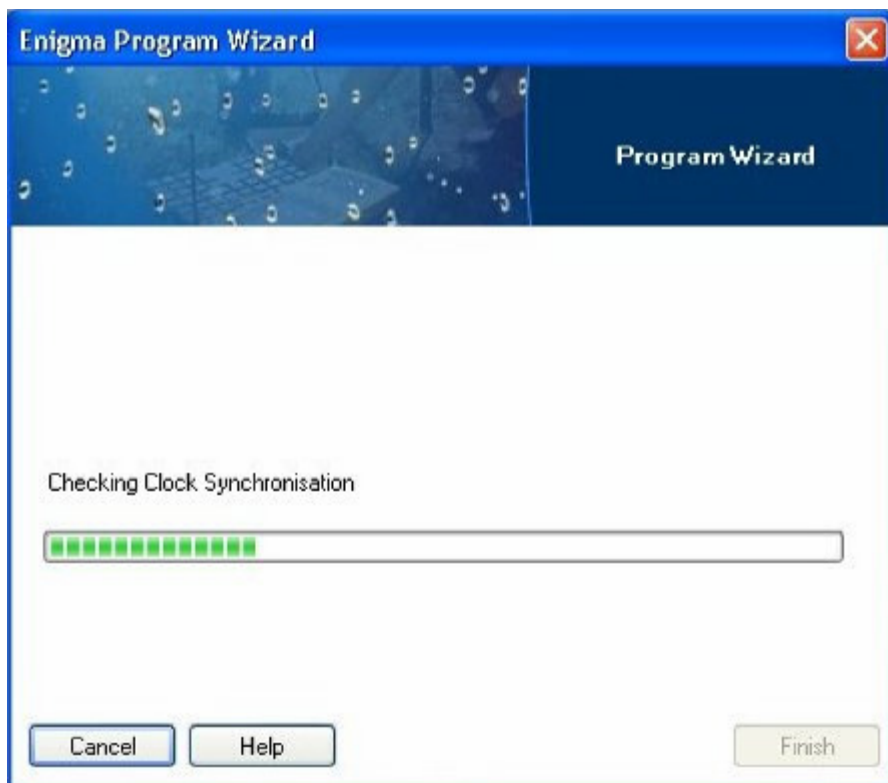 Enigma Program Wizard
Program Wizard
Checking Clock Synchronisation
Cancel Help Finish